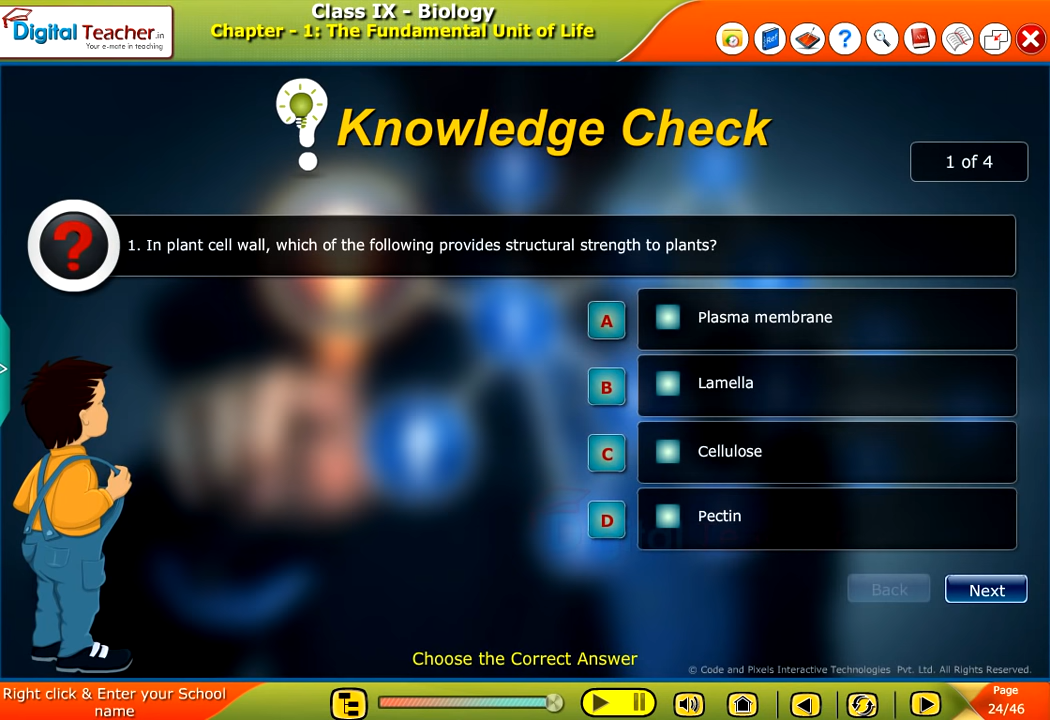 Class IX - Biology
Chapter - 1: The Fundamental Unit of Life
Digital Teacher.in
Your e-mate in teaching
Knowledge Check
1 of 4
1. In plant cell wall, which of the following provides structural strength to plants?
A Plasma membrane
B Lamella
C Cellulose
D Pectin
Back Next
Choose the Correct Answer
© Code and Pixels Interactive Technologies Pvt. Ltd. All Rights Reserved.
Right click & Enter your School
name
Page
24/46